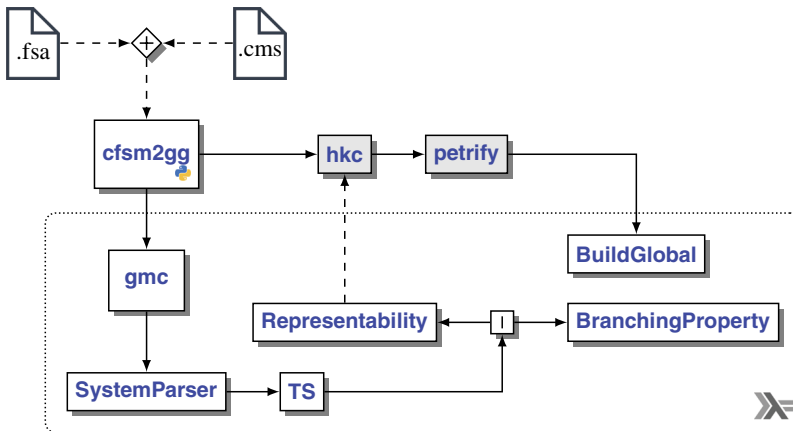 .fsa
+
.cms
cfsm2gg
hkc
petrify
BuildGlobal
gmc
Representability
|
BranchingProperty
SystemParser
TS